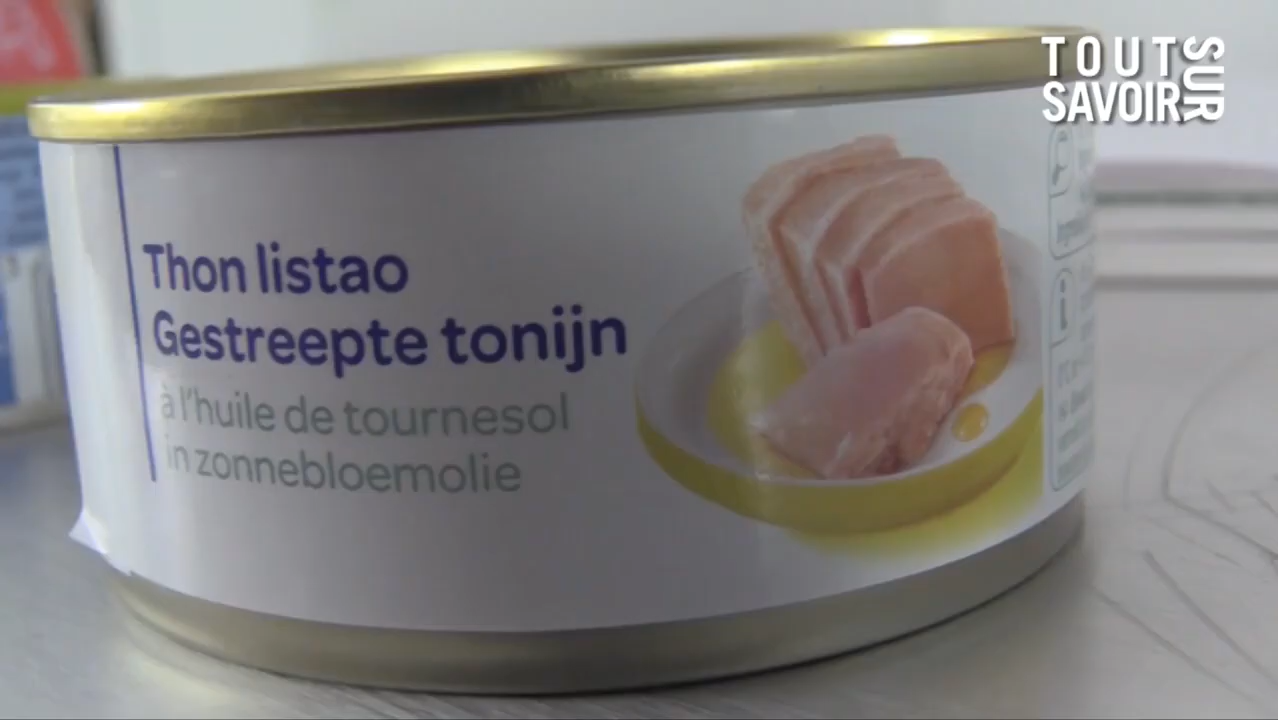 TOUT
SAVOIR
SUR
Thon listao
Gestreepte tonijn
à l'huile de tournesol
in zonnebloemolie